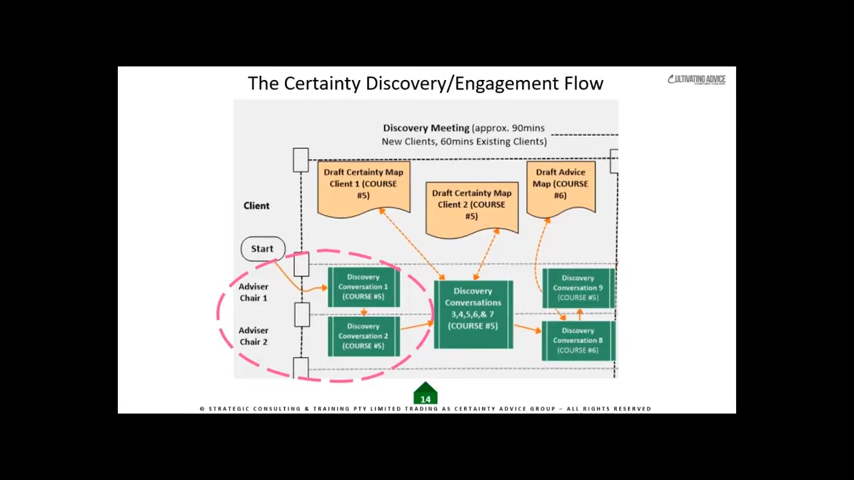 The Certainty Discovery/Engagement Flow
CULTIVATING ADVICE
Discovery Meeting (approx. 90mins
New Clients, 60mins Existing Clients)
Draft Certainty Map
Client 1 (COURSE
#5)
Draft Certainty Map
Client 2 (COURSE
#5)
Draft Advice
Map (COURSE
#6)
Client
Start
Adviser
Chair 1
Discovery
Conversation 1
(COURSE #5)
Discovery
Conversations
3,4,5,6,& 7
(COURSE #5)
Discovery
Conversation 9
(COURSE #5)
Adviser
Chair 2
Discovery
Conversation 2
(COURSE #5)
Discovery
Conversation 8
(COURSE #6)
14
© STRATEGIC CONSULTING & TRAINING PTY LIMITED TRADING AS CERTAINTY ADVICE GROUP – ALL RIGHTS RESERVED